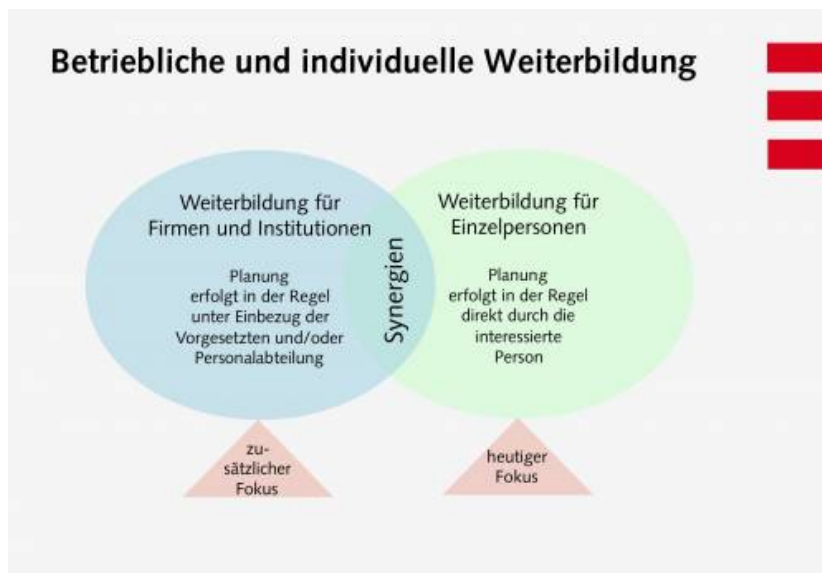 Betriebliche und individuelle Weiterbildung
Weiterbildung für
Firmen und Institutionen
Planung
erfolgt in der Regel
unter Einbezug der
Vorgesetzten und/oder
Personalabteilung
Synergien
Weiterbildung für
Einzelpersonen
Planung
erfolgt in der Regel
direkt durch die
interessierte
Person
zu-
sätzlicher
Fokus
heutiger
Fokus